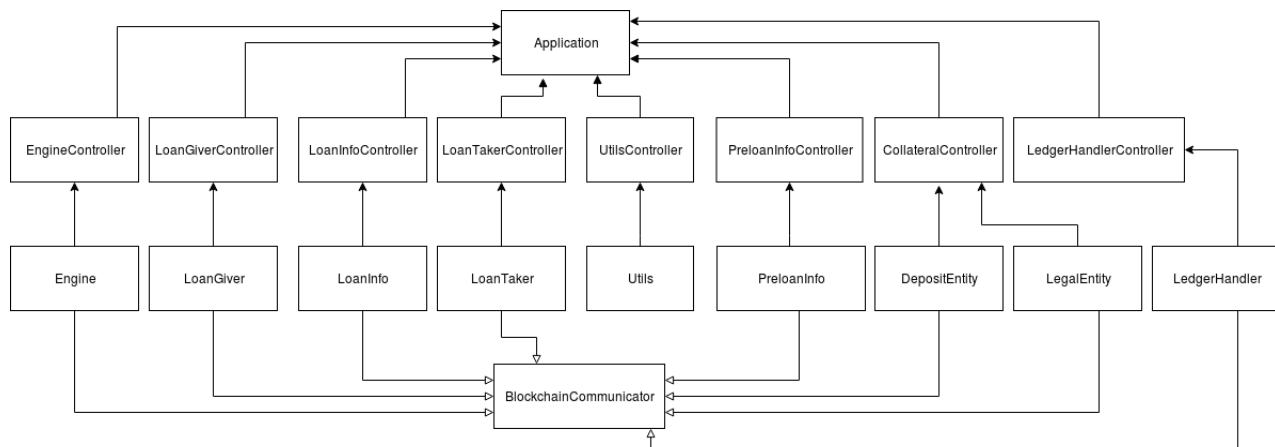 Application
EngineController
LoanGiverController
LoanInfoController
LoanTakerController
UtilsController
PreloanInfoController
CollateralController
LedgerHandlerController
Engine
LoanGiver
LoanInfo
LoanTaker
Utils
PreloanInfo
DepositEntity
LegalEntity
LedgerHandler
BlockchainCommunicator